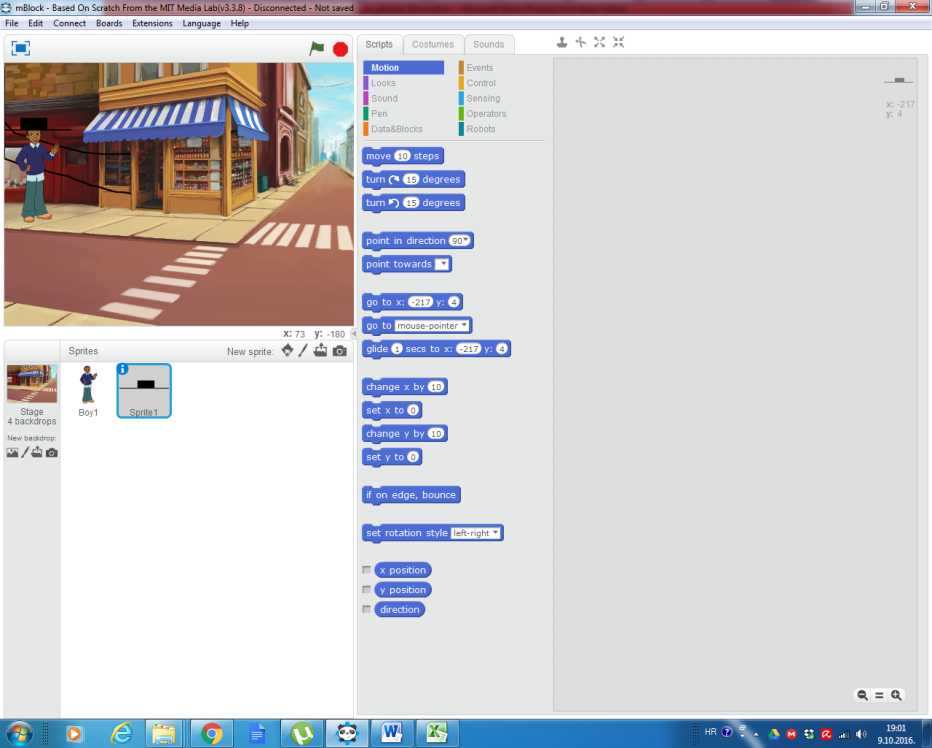 mBlock - Based On Scratch From the MIT Media Lab(v3.3.8) - Disconnected - Not saved
File Edit Connect Boards Extensions Language Help
Scripts Costumes Sounds
Motion Events
Looks Control
Sound Sensing
Pen Operators
Data&Blocks Robots
x: -217
y: 4
move 10 steps
turn 15 degrees
turn 15 degrees
point in direction 90
point towards
go to x: -217 y: 4
go to mouse-pointer
glide 1 secs to x: -217 y: 4
change x by 10
set x to 0
change y by 10
set y to 0
if on edge, bounce
set rotation style left-right
x position
y position
direction
X: 73 y: -180
Sprites New sprite:
Stage
4 backdrops
New backdrop:
Boy1
Sprite1
HR
19:01
9.10.2016.